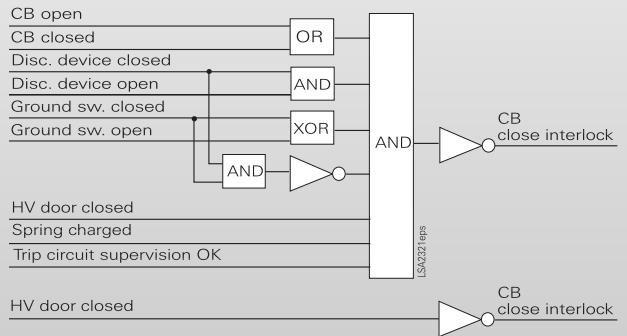 CB open
CB closed
OR
Disc. device closed
Disc. device open
AND
Ground sw. closed
Ground sw. open
XOR
AND
AND
CB
close interlock
HV door closed
Spring charged
Trip circuit supervision OK
LSA2321eps
HV door closed
CB
close interlock